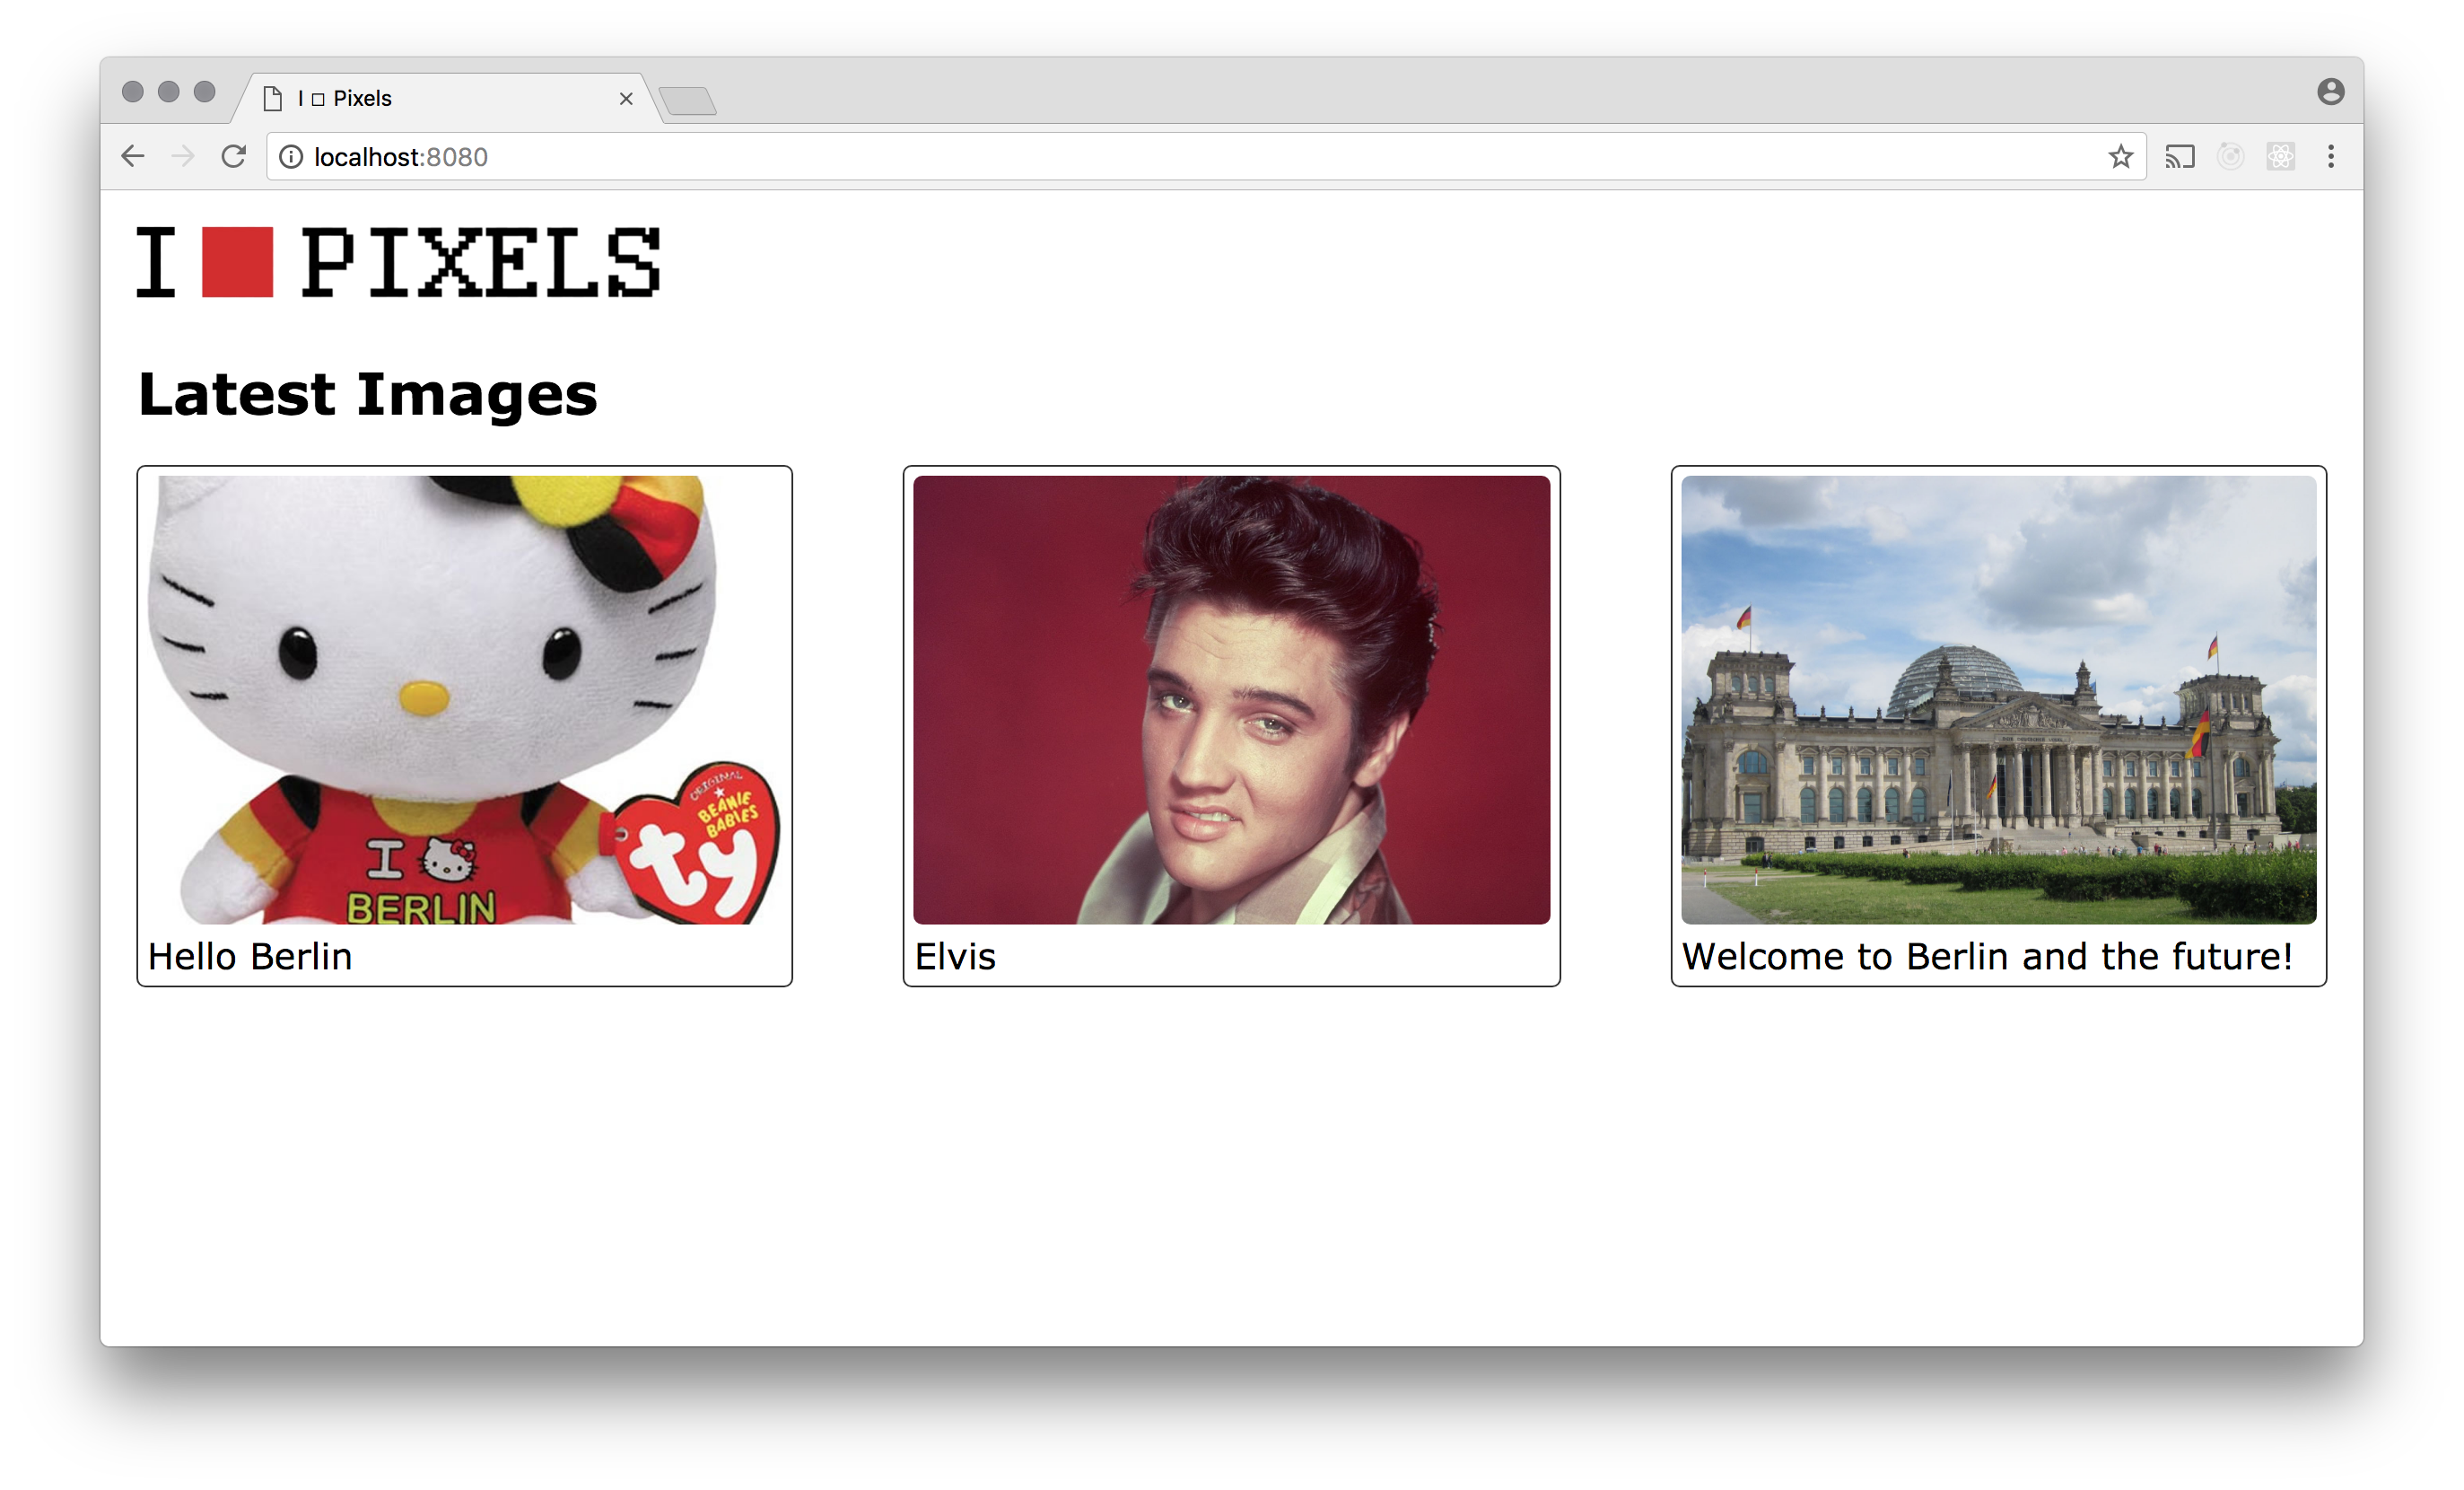 I □ Pixels
localhost:8080
I PIXELS
Latest Images
ORIGINAL
BEANIE
BABIES
ty
I
BERLIN
Hello Berlin
Elvis
Welcome to Berlin and the future!